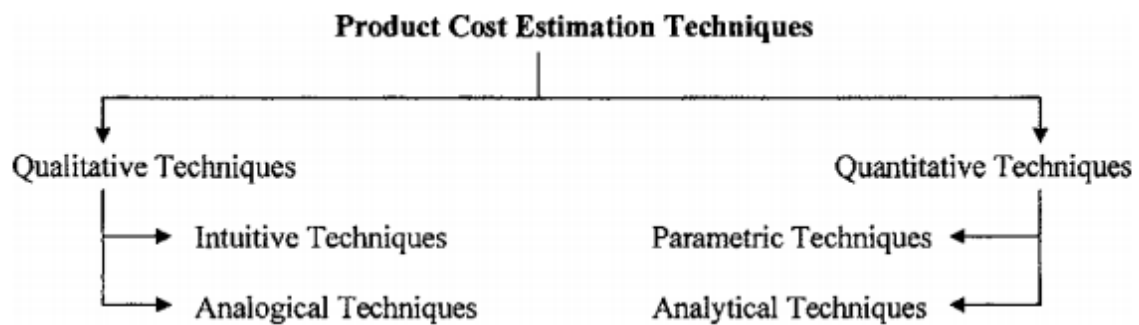 Product Cost Estimation Techniques
Qualitative Techniques
Quantitative Techniques
Intuitive Techniques
Parametric Techniques
Analogical Techniques
Analytical Techniques